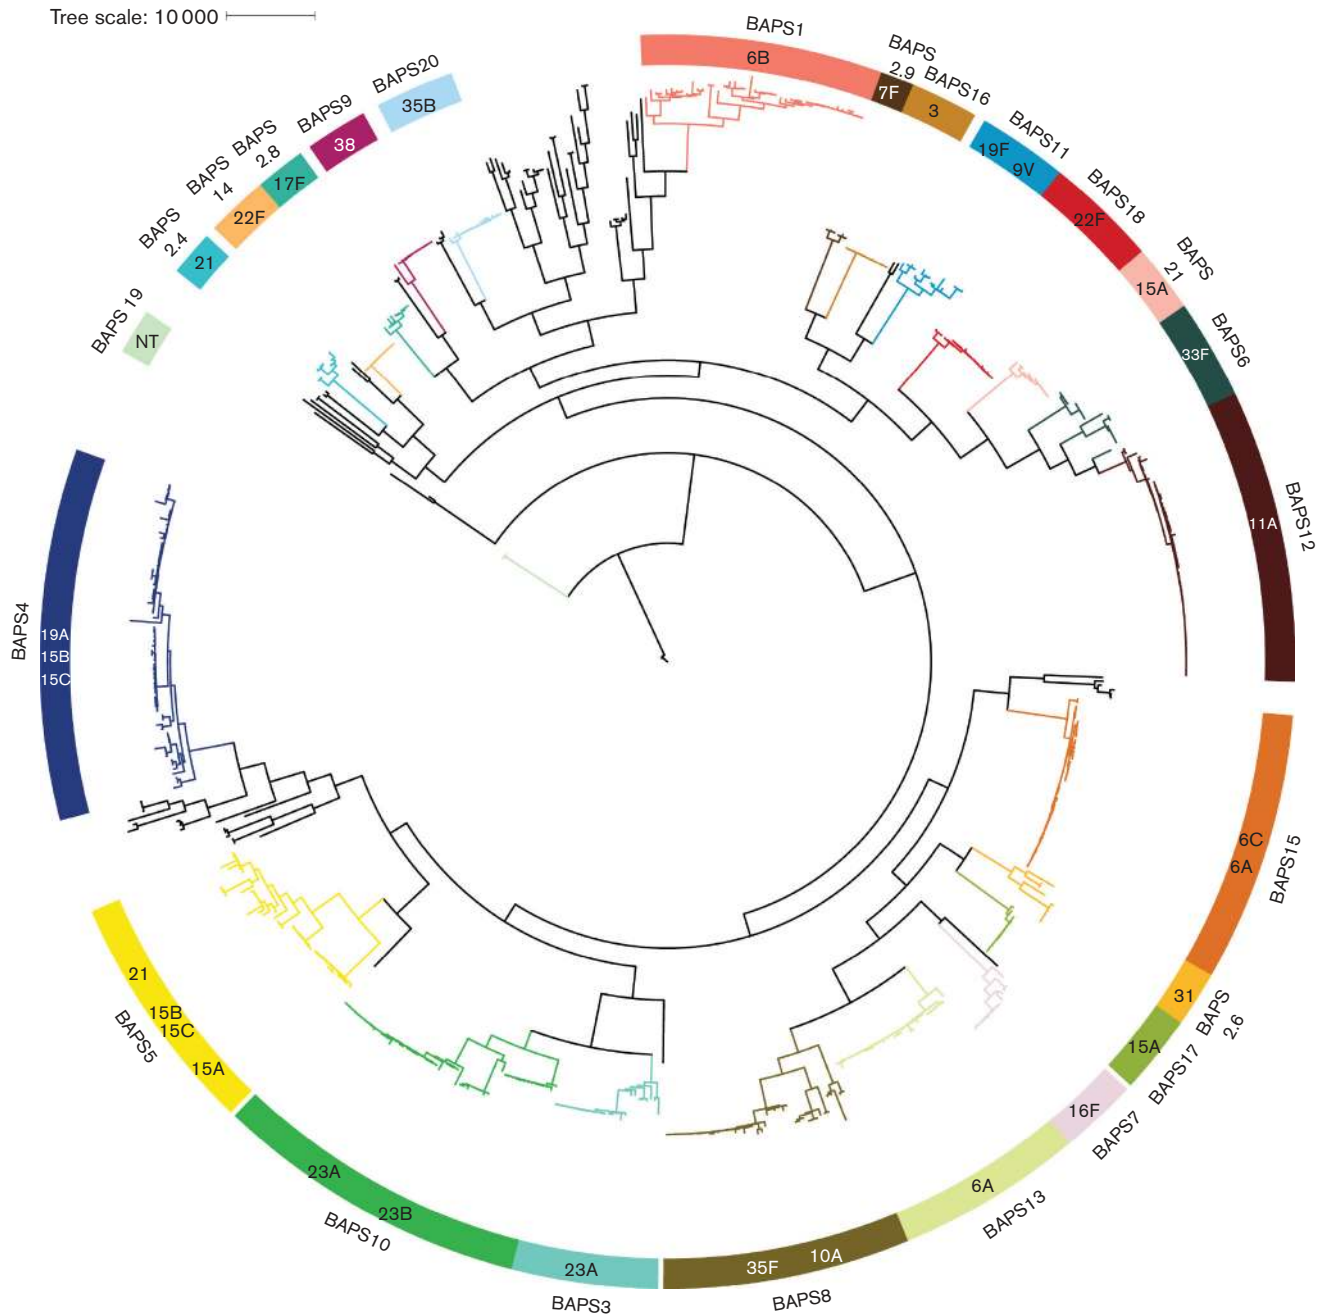 Tree scale: 10 000
BAPS1
6B
BAPS
2.9
7F
BAPS16
3
BAPS11
19F
9V
BAPS18
22F
BAPS
21
15A
BAPS6
33F
BAPS12
11A
BAPS15
6C
6A
BAPS
2.6
31
BAPS17
15A
BAPS7
16F
BAPS13
6A
BAPS8
10A
35F
BAPS3
23A
BAPS10
23B
23A
BAPS5
15A
15B
15C
21
BAPS4
19A
15B
15C
BAPS 19
NT
BAPS
2.4
21
BAPS
14
22F
BAPS
2.8
17F
BAPS9
38
BAPS20
35B